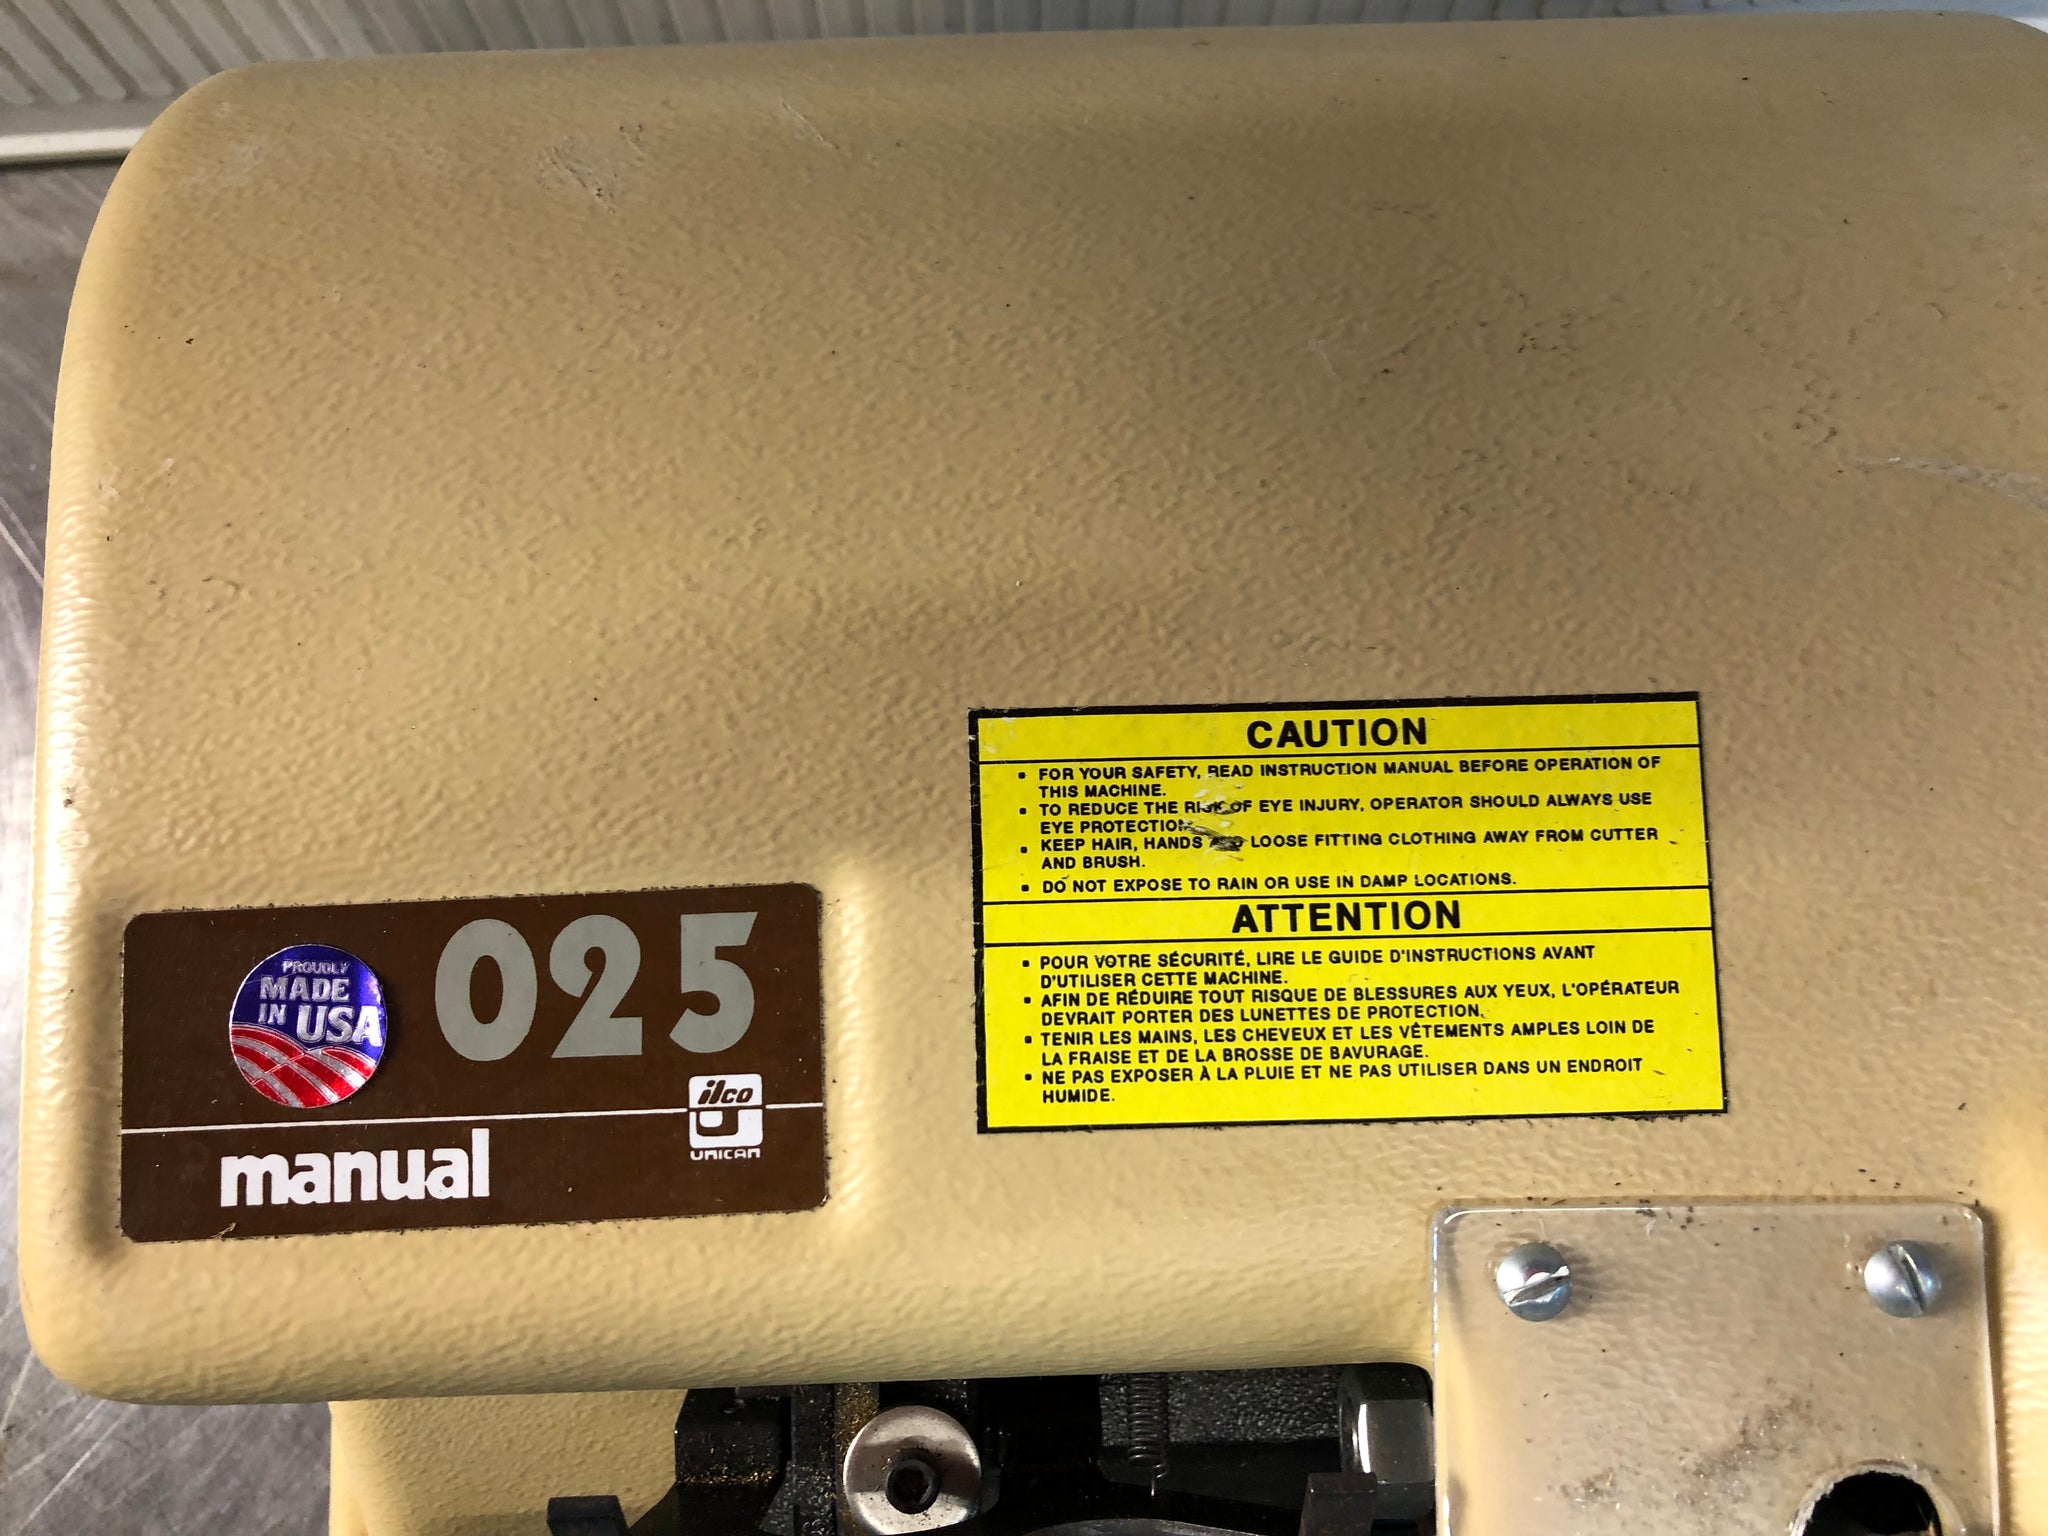 CAUTION
• FOR YOUR SAFETY, READ INSTRUCTION MANUAL BEFORE OPERATION OF
THIS MACHINE.
• TO REDUCE THE RISK OF EYE INJURY, OPERATOR SHOULD ALWAYS USE
EYE PROTECTION.
• KEEP HAIR, HANDS LOOSE FITTING CLOTHING AWAY FROM CUTTER
AND BRUSH.
• DO NOT EXPOSE TO RAIN OR USE IN DAMP LOCATIONS.
ATTENTION
• POUR VOTRE SÉCURITÉ, LIRE LE GUIDE D'INSTRUCTIONS AVANT
D'UTILISER CETTE MACHINE.
• AFIN DE RÉDUIRE TOUT RISQUE DE BLESSURES AUX YEUX, L'OPÉRATEUR
DEVRAIT PORTER DES LUNETTES DE PROTECTION.
• TENIR LES MAINS, LES CHEVEUX ET LES VÊTEMENTS AMPLES LOIN DE
LA FRAISE ET DE LA BROSSE DE BAVURAGE.
• NE PAS EXPOSER À LA PLUIE ET NE PAS UTILISER DANS UN ENDROIT
HUMIDE.
025
PROUDLY
MADE
IN USA
ilco
UNICAN
manual